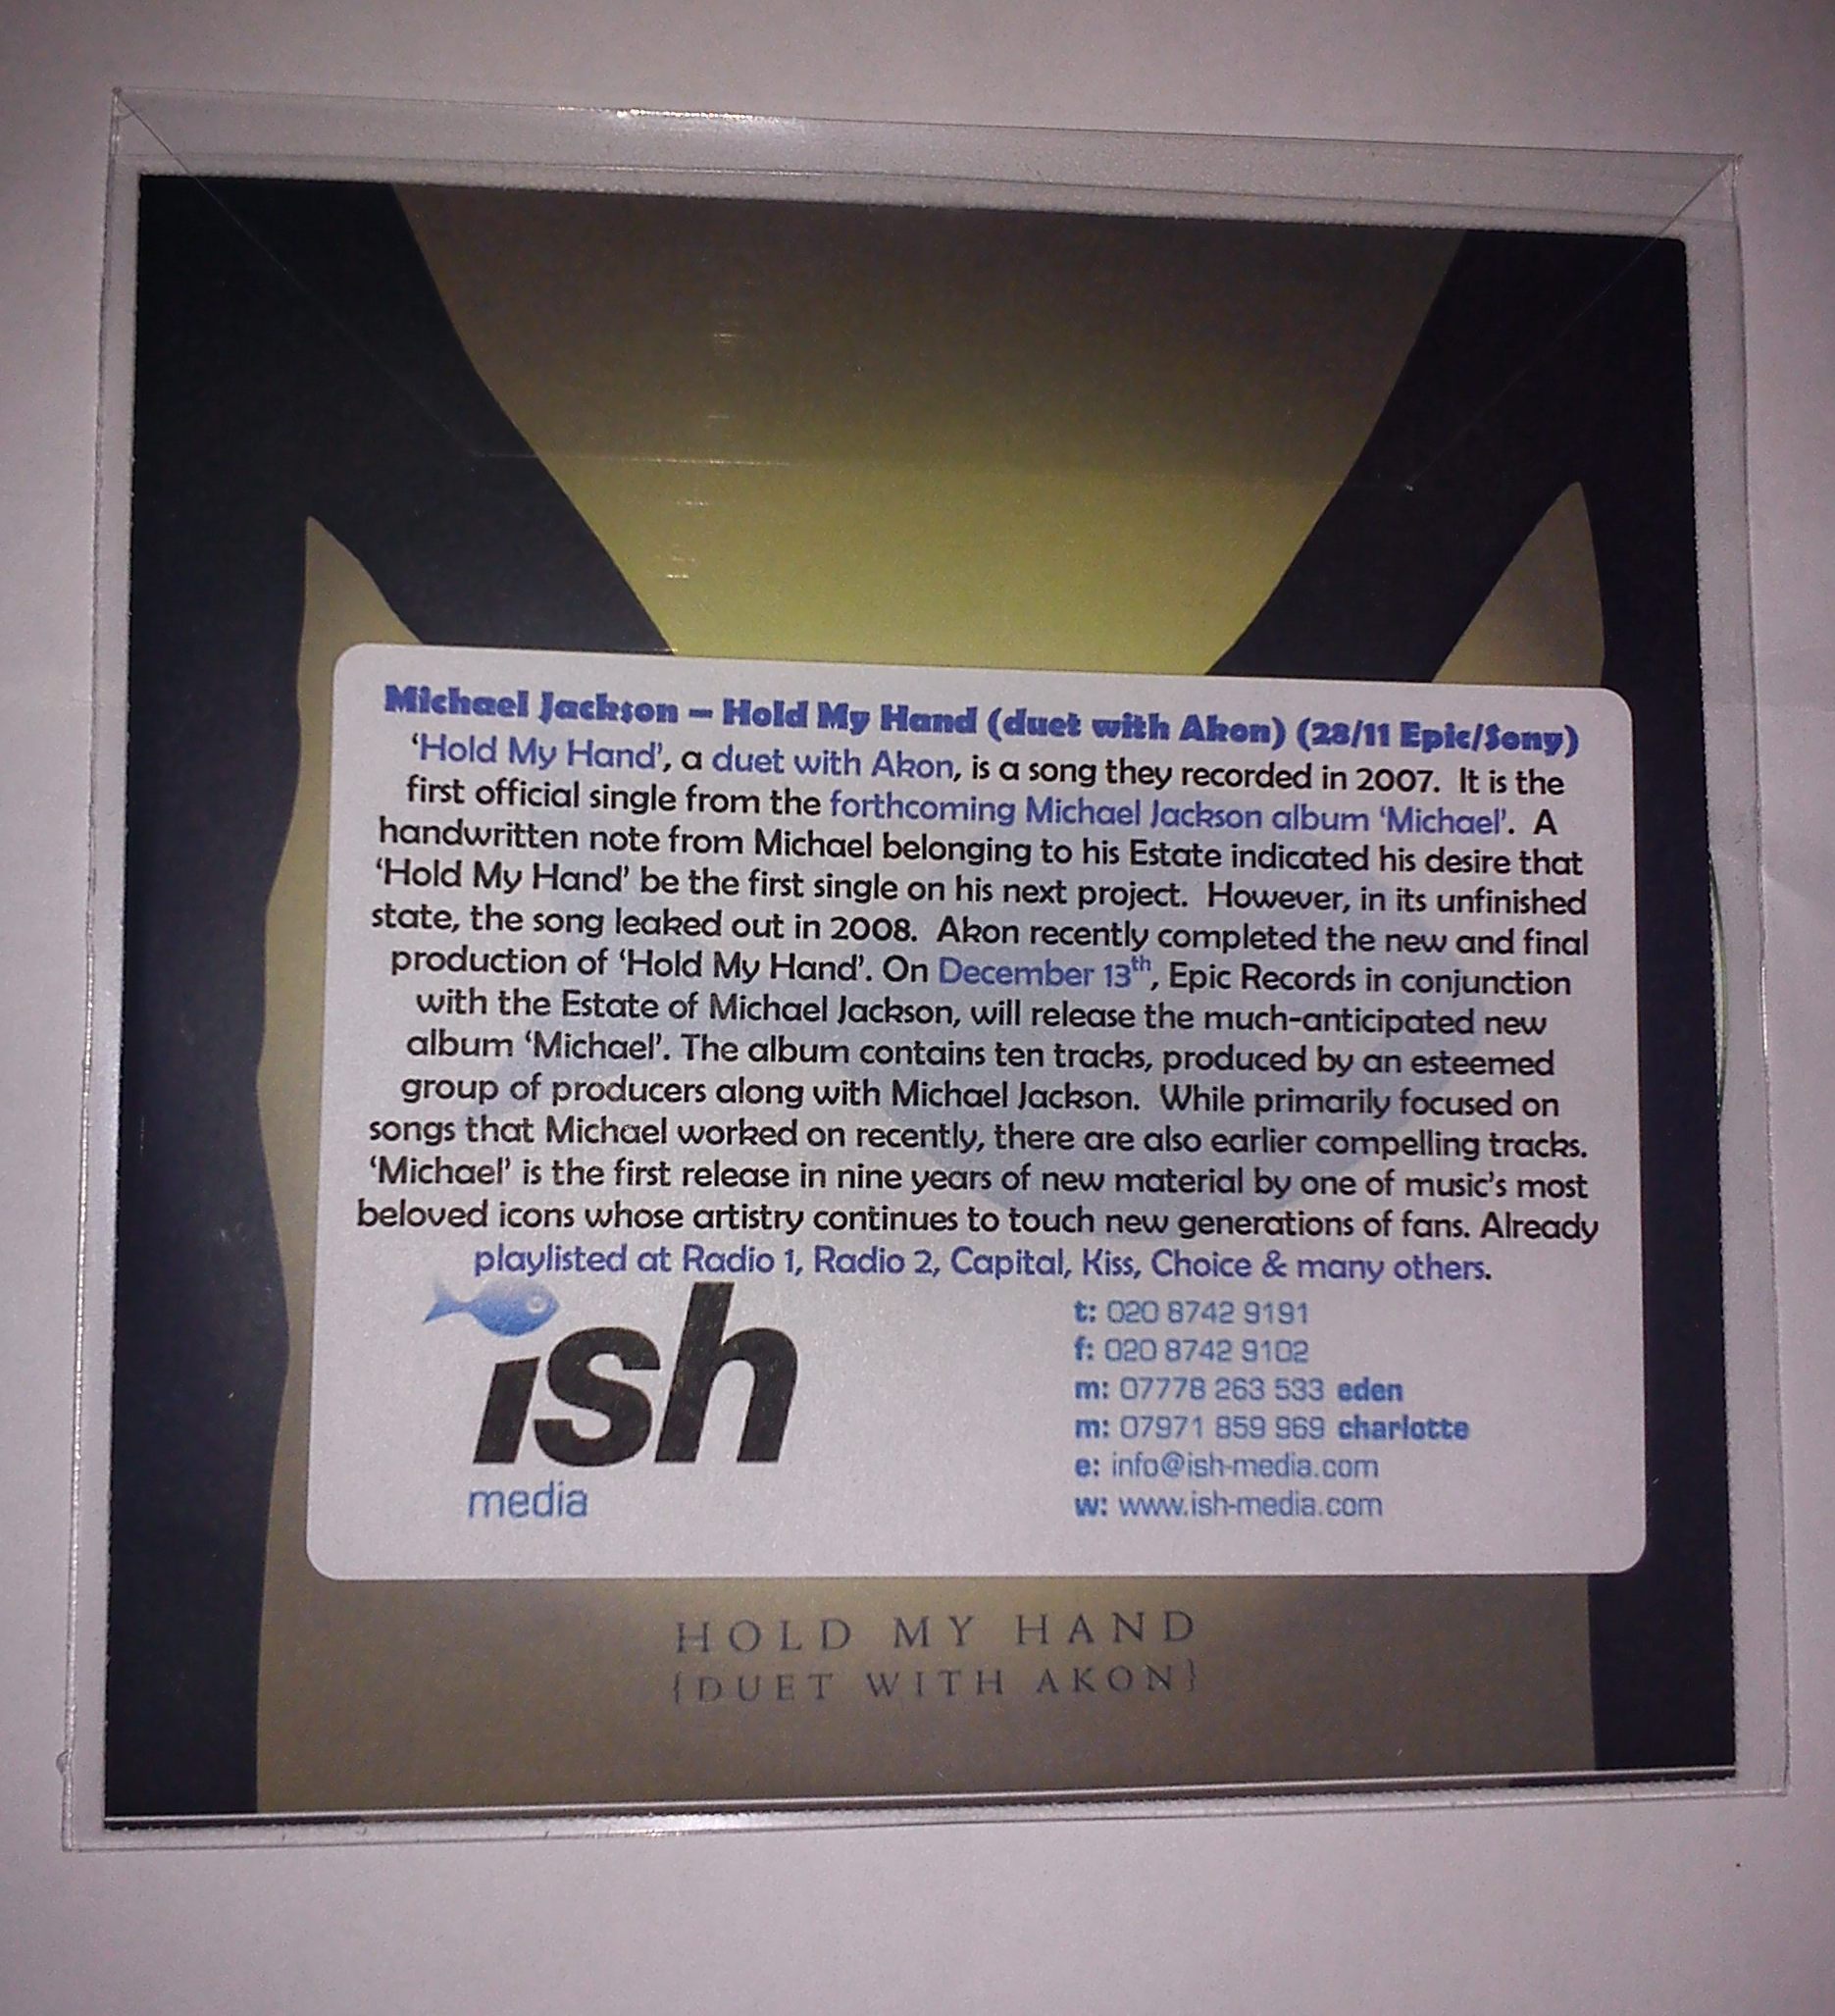 Michael Jackson – Hold My Hand (duet with Akon) (28/11 Epic/Sony)
‘Hold My Hand’, a duet with Akon, is a song they recorded in 2007.  It is the
first official single from the forthcoming Michael Jackson album ‘Michael’.  A
handwritten note from Michael belonging to his Estate indicated his desire that
‘Hold My Hand’ be the first single on his next project.  However, in its unfinished
state, the song leaked out in 2008.  Akon recently completed the new and final
production of ‘Hold My Hand’. On December 13th, Epic Records in conjunction
with the Estate of Michael Jackson, will release the much-anticipated new
album ‘Michael’. The album contains ten tracks, produced by an esteemed
group of producers along with Michael Jackson.  While primarily focused on
songs that Michael worked on recently, there are also earlier compelling tracks.
‘Michael’ is the first release in nine years of new material by one of music’s most
beloved icons whose artistry continues to touch new generations of fans. Already
playlisted at Radio 1, Radio 2, Capital, Kiss, Choice & many others.
ish
media
t: 020 8742 9191
f: 020 8742 9102
m: 07778 263 533 eden
m: 07971 859 969 charlotte
e: info@ish-media.com
w: www.ish-media.com
HOLD MY HAND
{DUET WITH AKON}